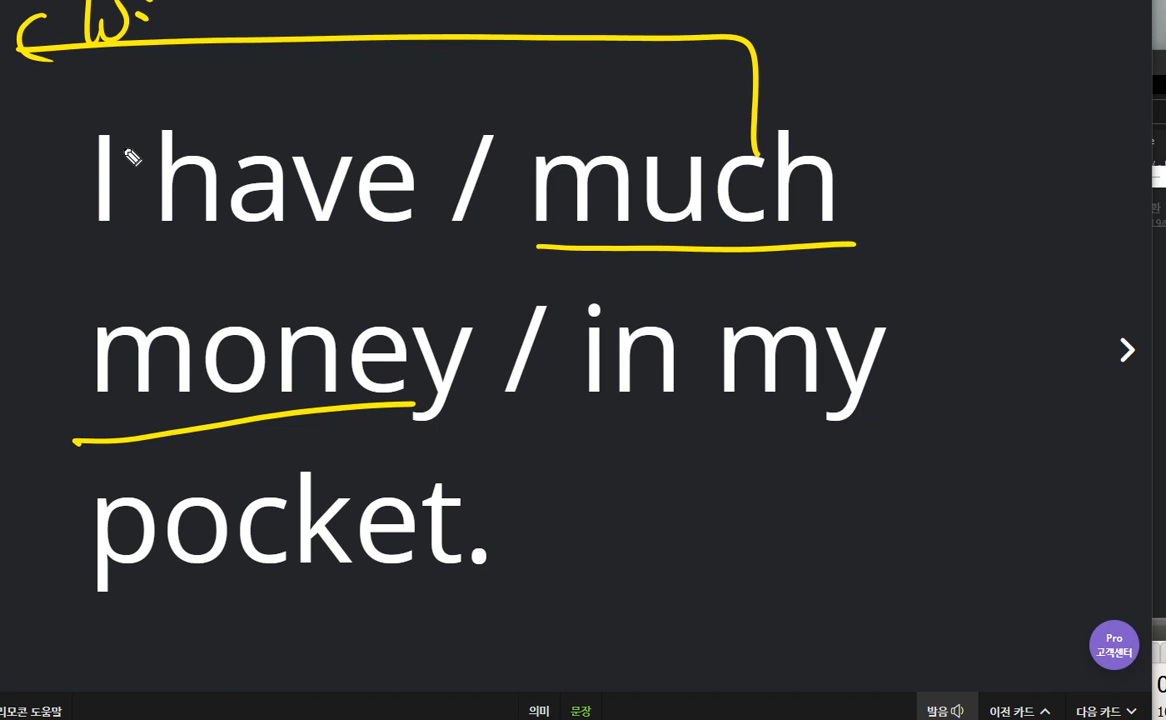 W:
I have / much
money / in my
pocket.
Pro
고객센터
리모콘 도움말
의미
문장
발음
이전 카드
다음 카드